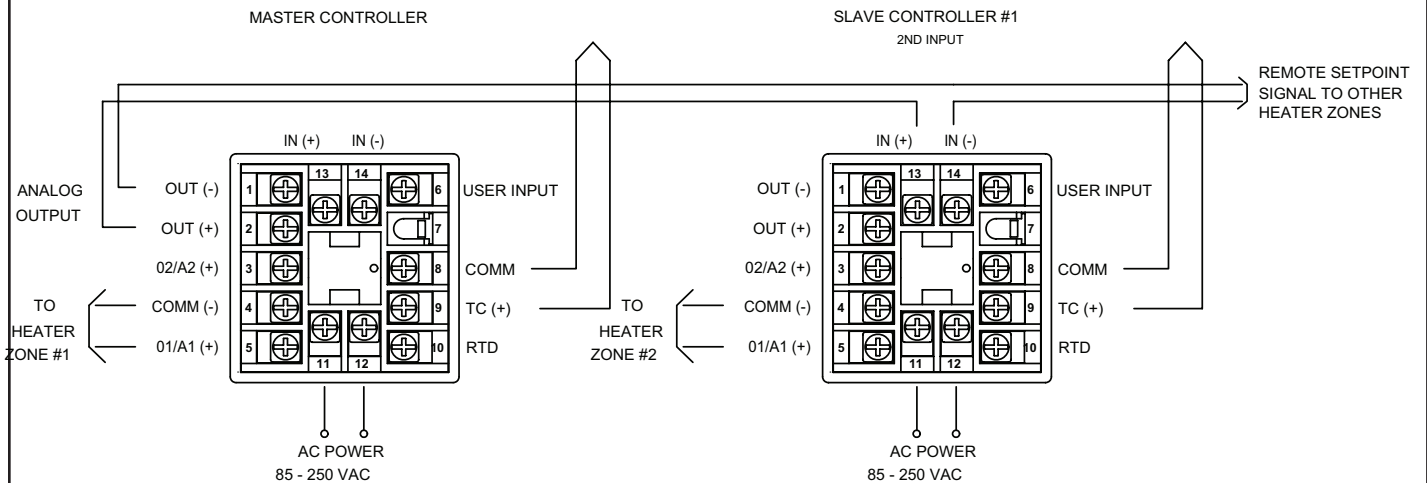 MASTER CONTROLLER
SLAVE CONTROLLER #1
2ND INPUT
REMOTE SETPOINT
SIGNAL TO OTHER
HEATER ZONES
IN (+) IN (-)
ANALOG
OUTPUT
OUT (-)
OUT (+)
02/A2 (+)
COMM (-)
01/A1 (+)
TO
HEATER
ZONE #1
1
2
3
4
5
13 14
6
7
8
9
10
11 12
USER INPUT
COMM
TC (+)
RTD
AC POWER
85 - 250 VAC
IN (+) IN (-)
OUT (-)
OUT (+)
02/A2 (+)
COMM (-)
01/A1 (+)
TO
HEATER
ZONE #2
1
2
3
4
5
13 14
6
7
8
9
10
11 12
USER INPUT
COMM
TC (+)
RTD
AC POWER
85 - 250 VAC